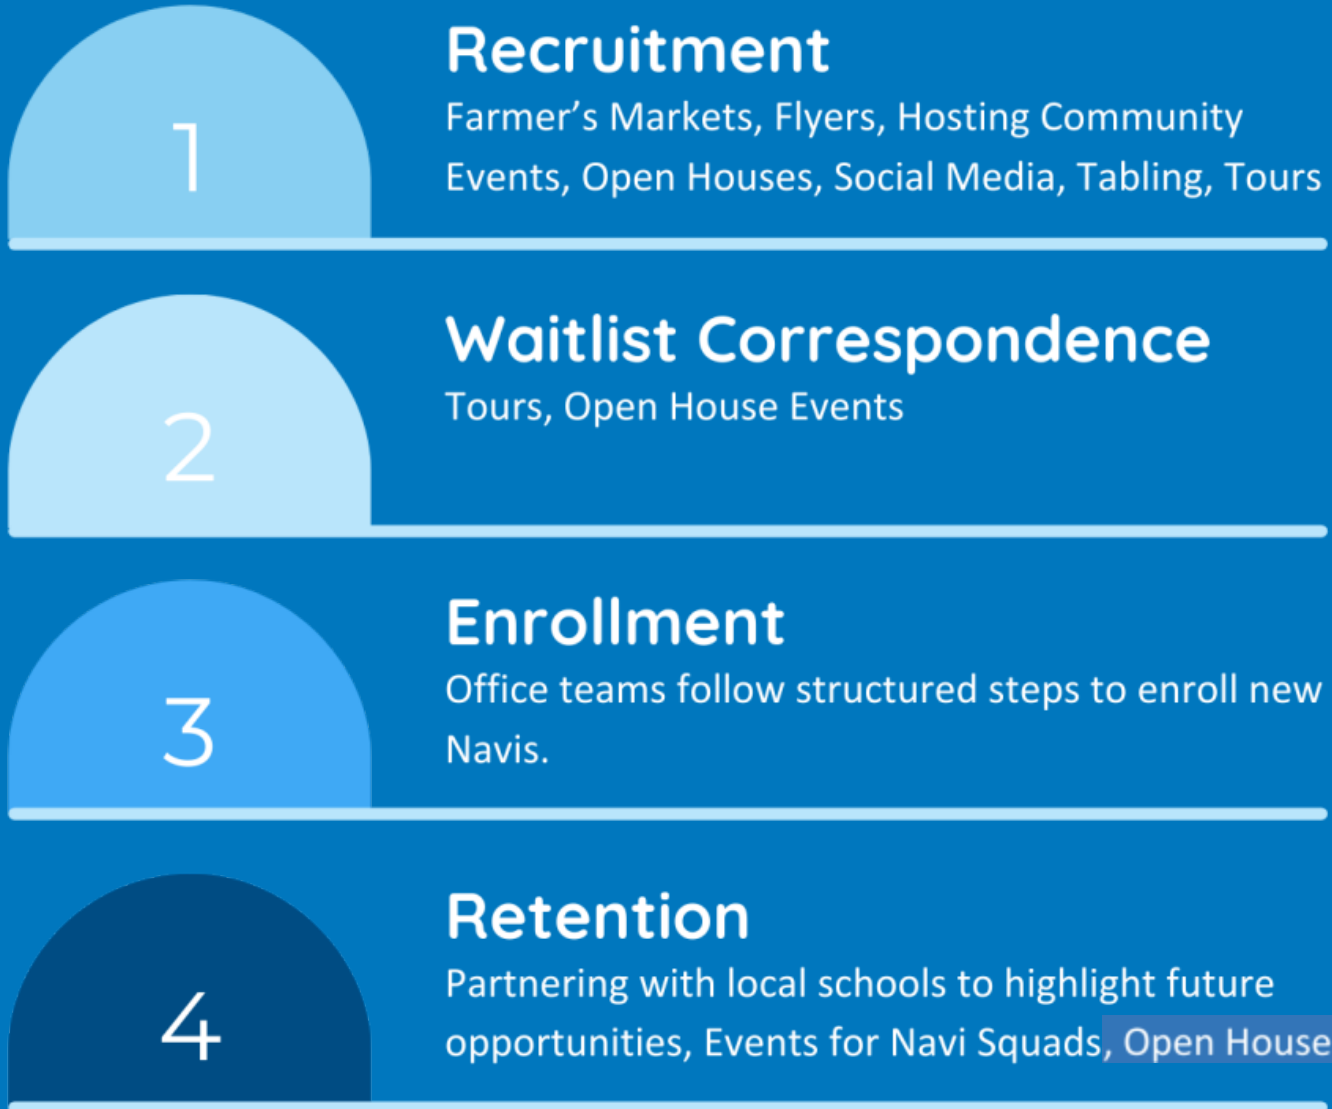 1
Recruitment
Farmer’s Markets, Flyers, Hosting Community
Events, Open Houses, Social Media, Tabling, Tours
2
Waitlist Correspondence
Tours, Open House Events
3
Enrollment
Office teams follow structured steps to enroll new
Navis.
4
Retention
Partnering with local schools to highlight future
opportunities, Events for Navi Squads, Open House